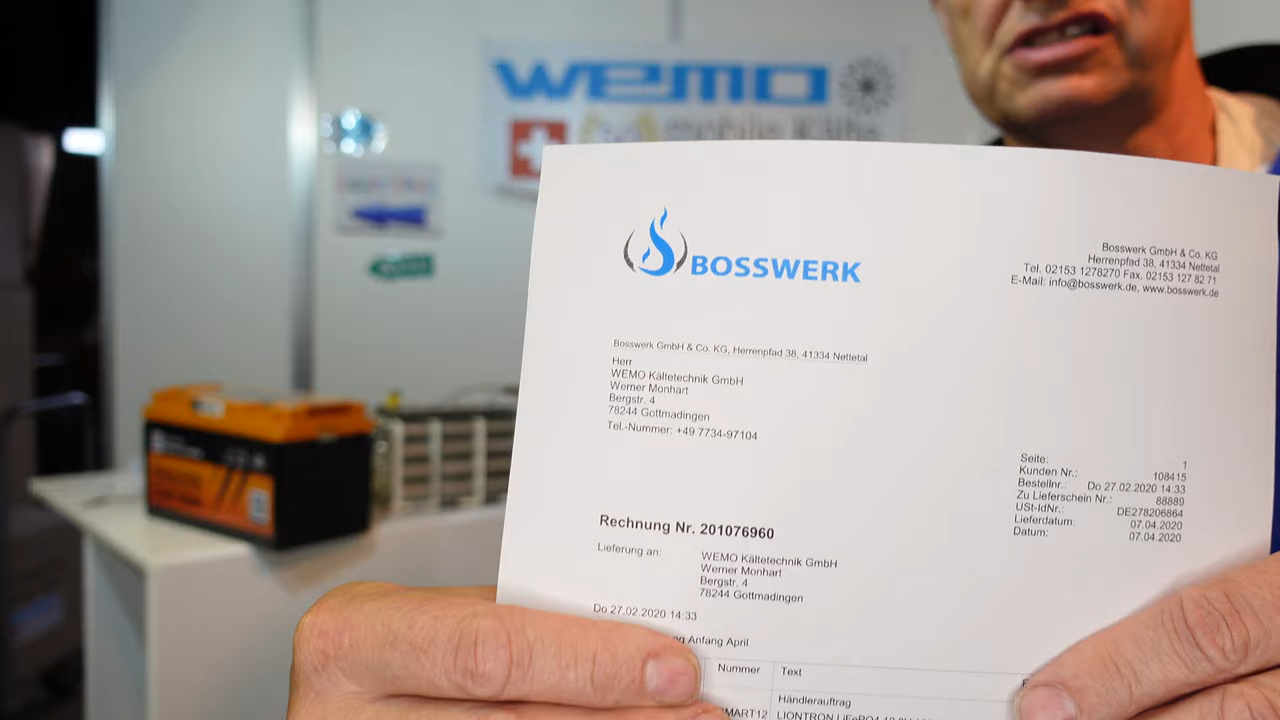 WEMO
mobile Kälte
BOSSWERK
Bosswerk GmbH & Co. KG
Herrenpfad 38, 41334 Nettetal
Tel. 02153 1278270 Fax. 02153 127 82 71
E-Mail: info@bosswerk.de, www.bosswerk.de
Bosswerk GmbH & Co. KG, Herrenpfad 38, 41334 Nettetal
Herr
WEMO Kältetechnik GmbH
Werner Monhart
Bergstr. 4
78244 Gottmadingen
Tel.-Nummer: +49 7734-97104
Seite: 1
Kunden Nr.: 108415
Bestellnr.: Do 27.02.2020 14:33
Zu Lieferschein Nr.: 88889
USt-IdNr.: DE278206864
Lieferdatum: 07.04.2020
Datum: 07.04.2020
Rechnung Nr. 201076960
Lieferung an: WEMO Kältetechnik GmbH
Werner Monhart
Bergstr. 4
78244 Gottmadingen
Do 27.02.2020 14:33
ng Anfang April
Nummer Text
Händlerauftrag
MART12 LIONTRON LiFePO4